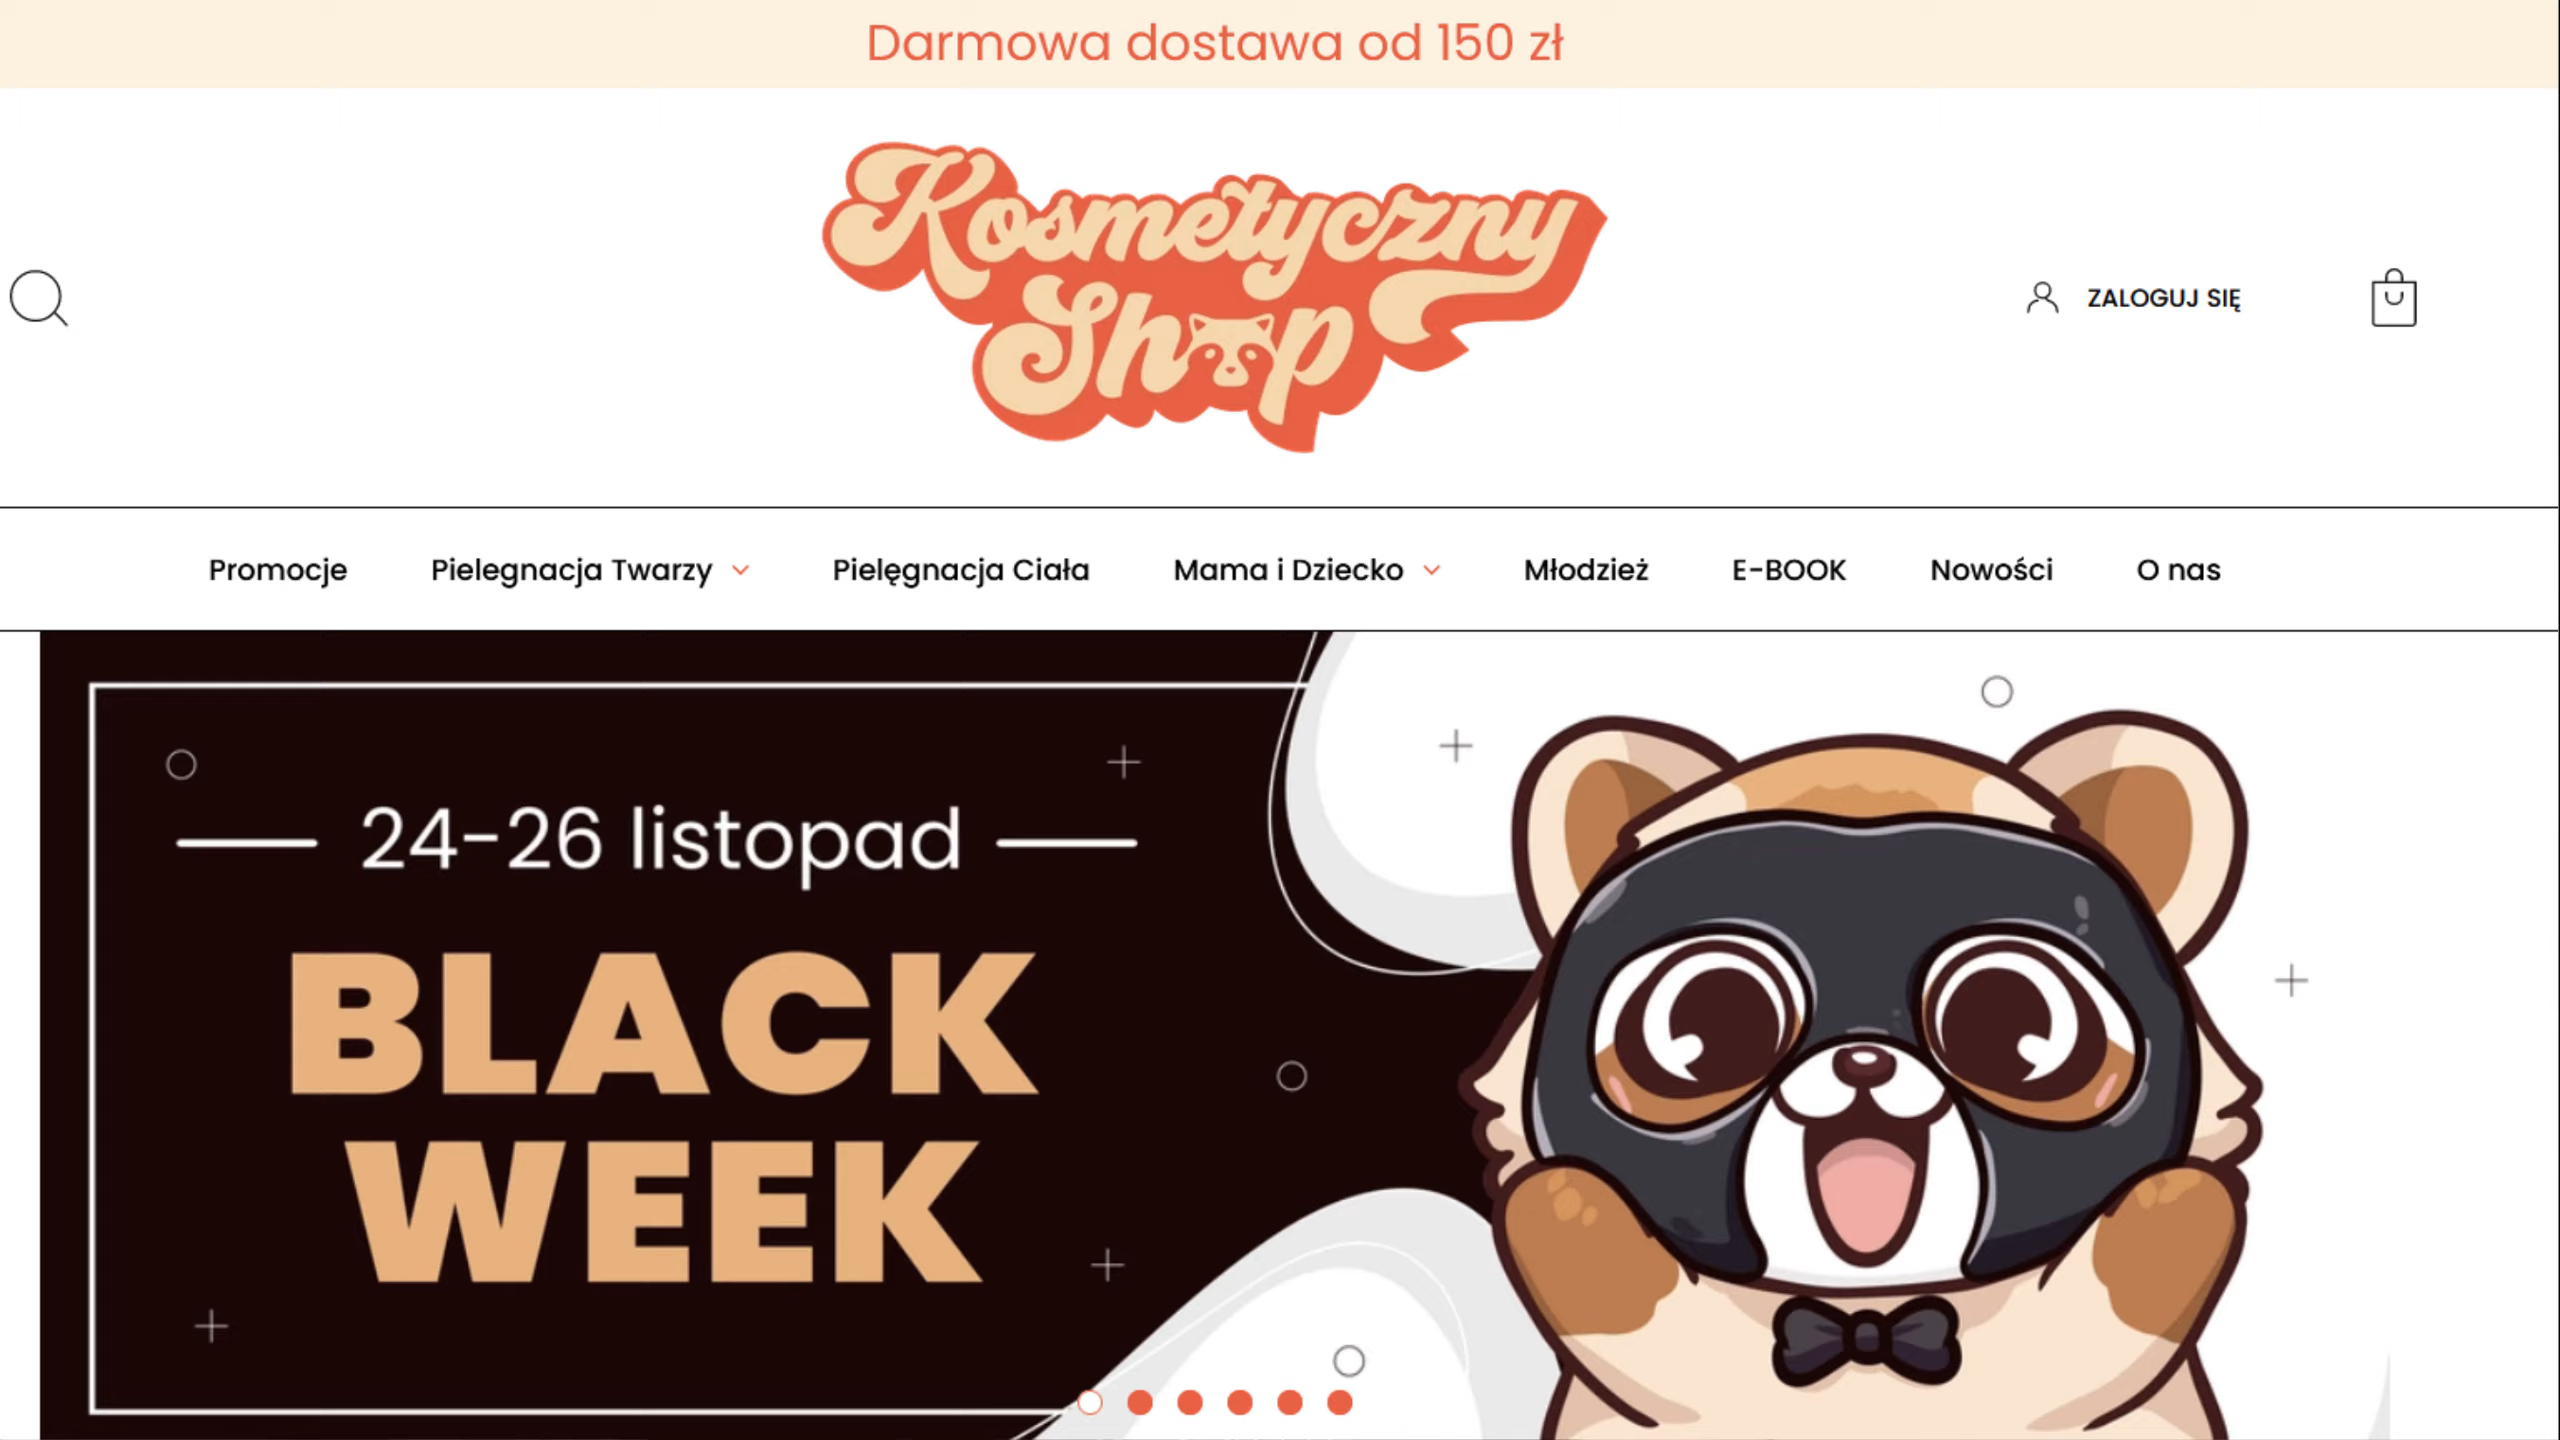 Darmowa dostawa od 150 zł
Kosmetyczny
Shop
ZALOGUJ SIĘ
Promocje Pielegnacja Twarzy Pielęgnacja Ciała Mama i Dziecko Młodzież E-BOOK Nowości O nas
24-26 listopad
BLACK
WEEK